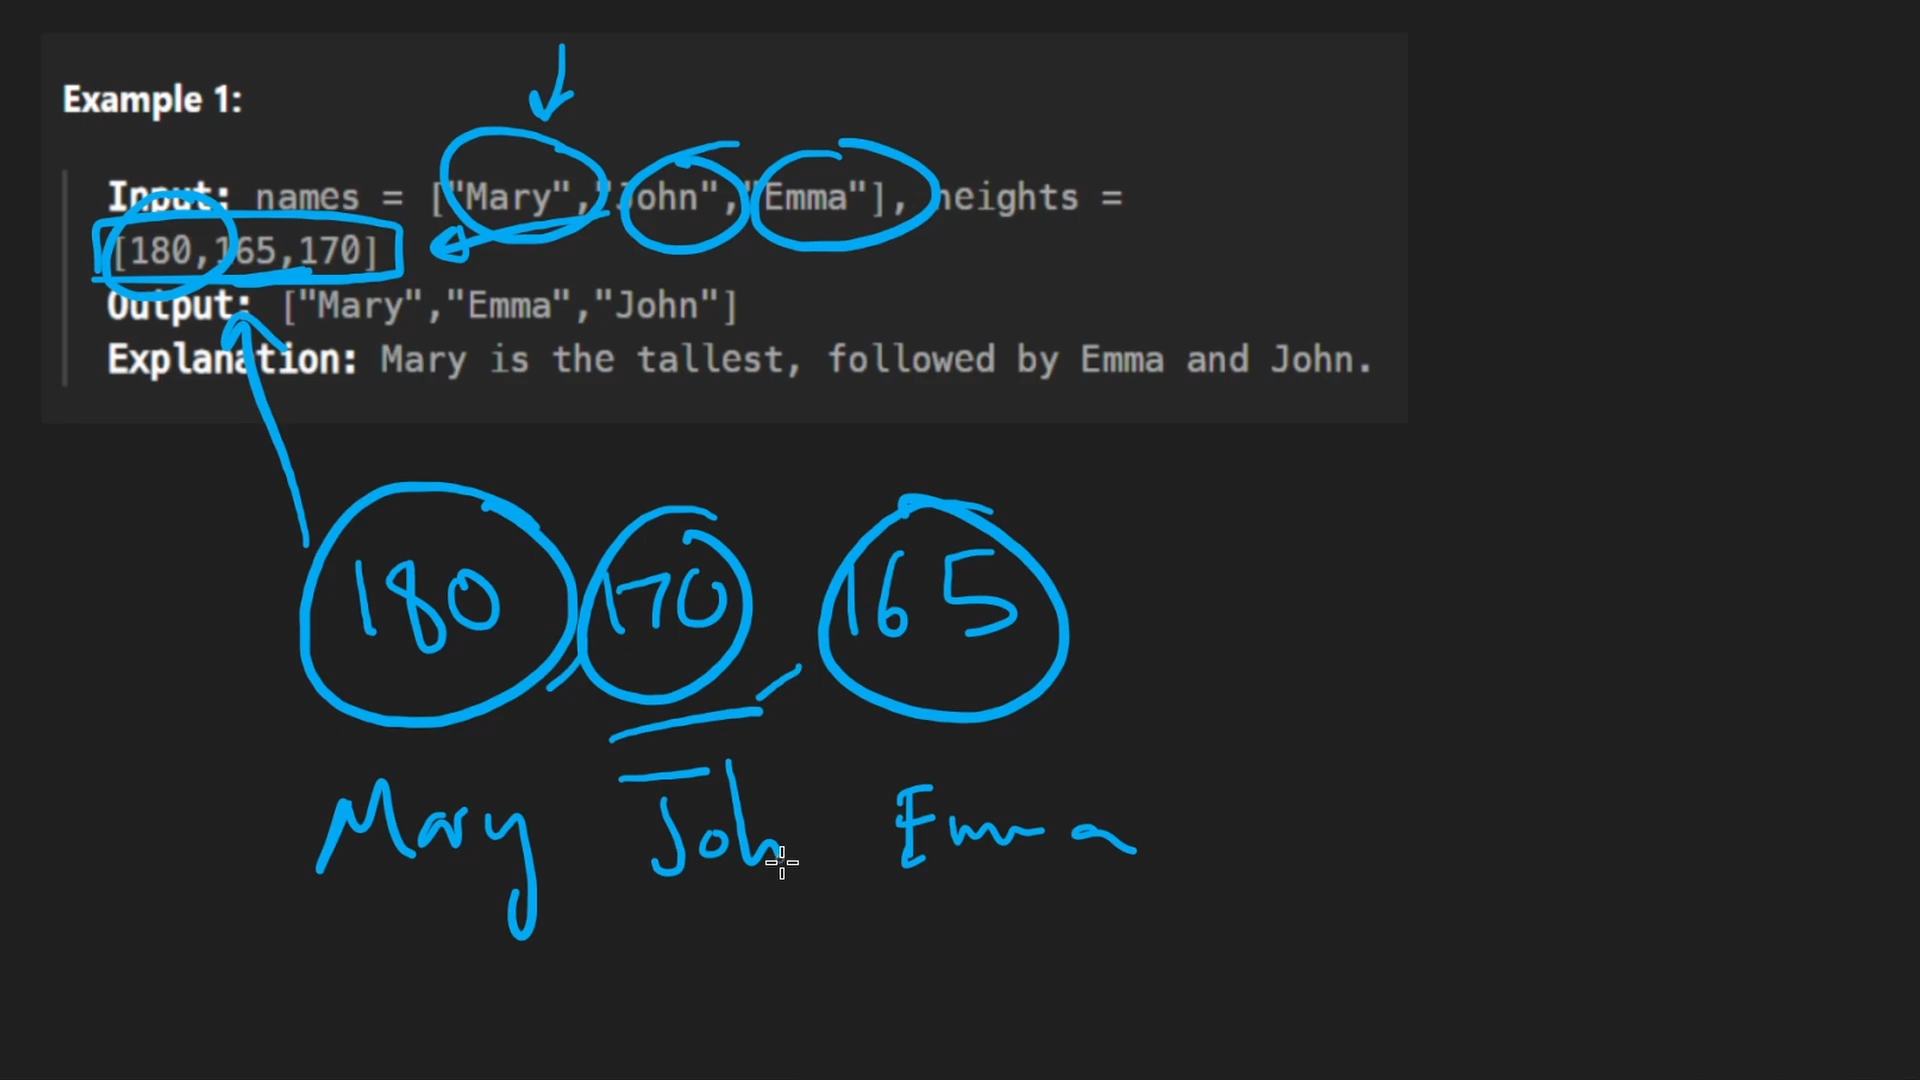 Example 1:
Input: names = ["Mary","John","Emma"], heights =
[180,165,170]
Output: ["Mary","Emma","John"]
Explanation: Mary is the tallest, followed by Emma and John.
180, 170, 165
Mary Joh Emma